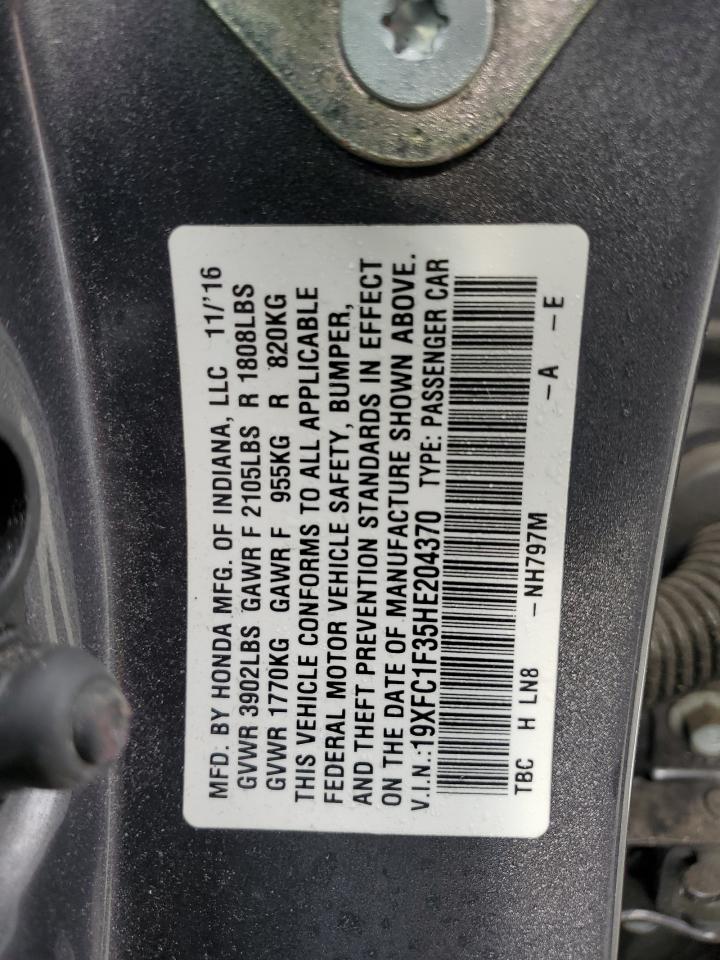 MFD. BY HONDA MFG. OF INDIANA, LLC 11/'16
GVWR 3902LBS GAWR F 2105LBS R 1808LBS
GVWR 1770KG GAWR F 955KG R 820KG
THIS VEHICLE CONFORMS TO ALL APPLICABLE
FEDERAL MOTOR VEHICLE SAFETY, BUMPER,
AND THEFT PREVENTION STANDARDS IN EFFECT
ON THE DATE OF MANUFACTURE SHOWN ABOVE.
V.I.N.:19XFC1F35HE204370 TYPE: PASSENGER CAR
TBC H LN8 -NH797M -A -E